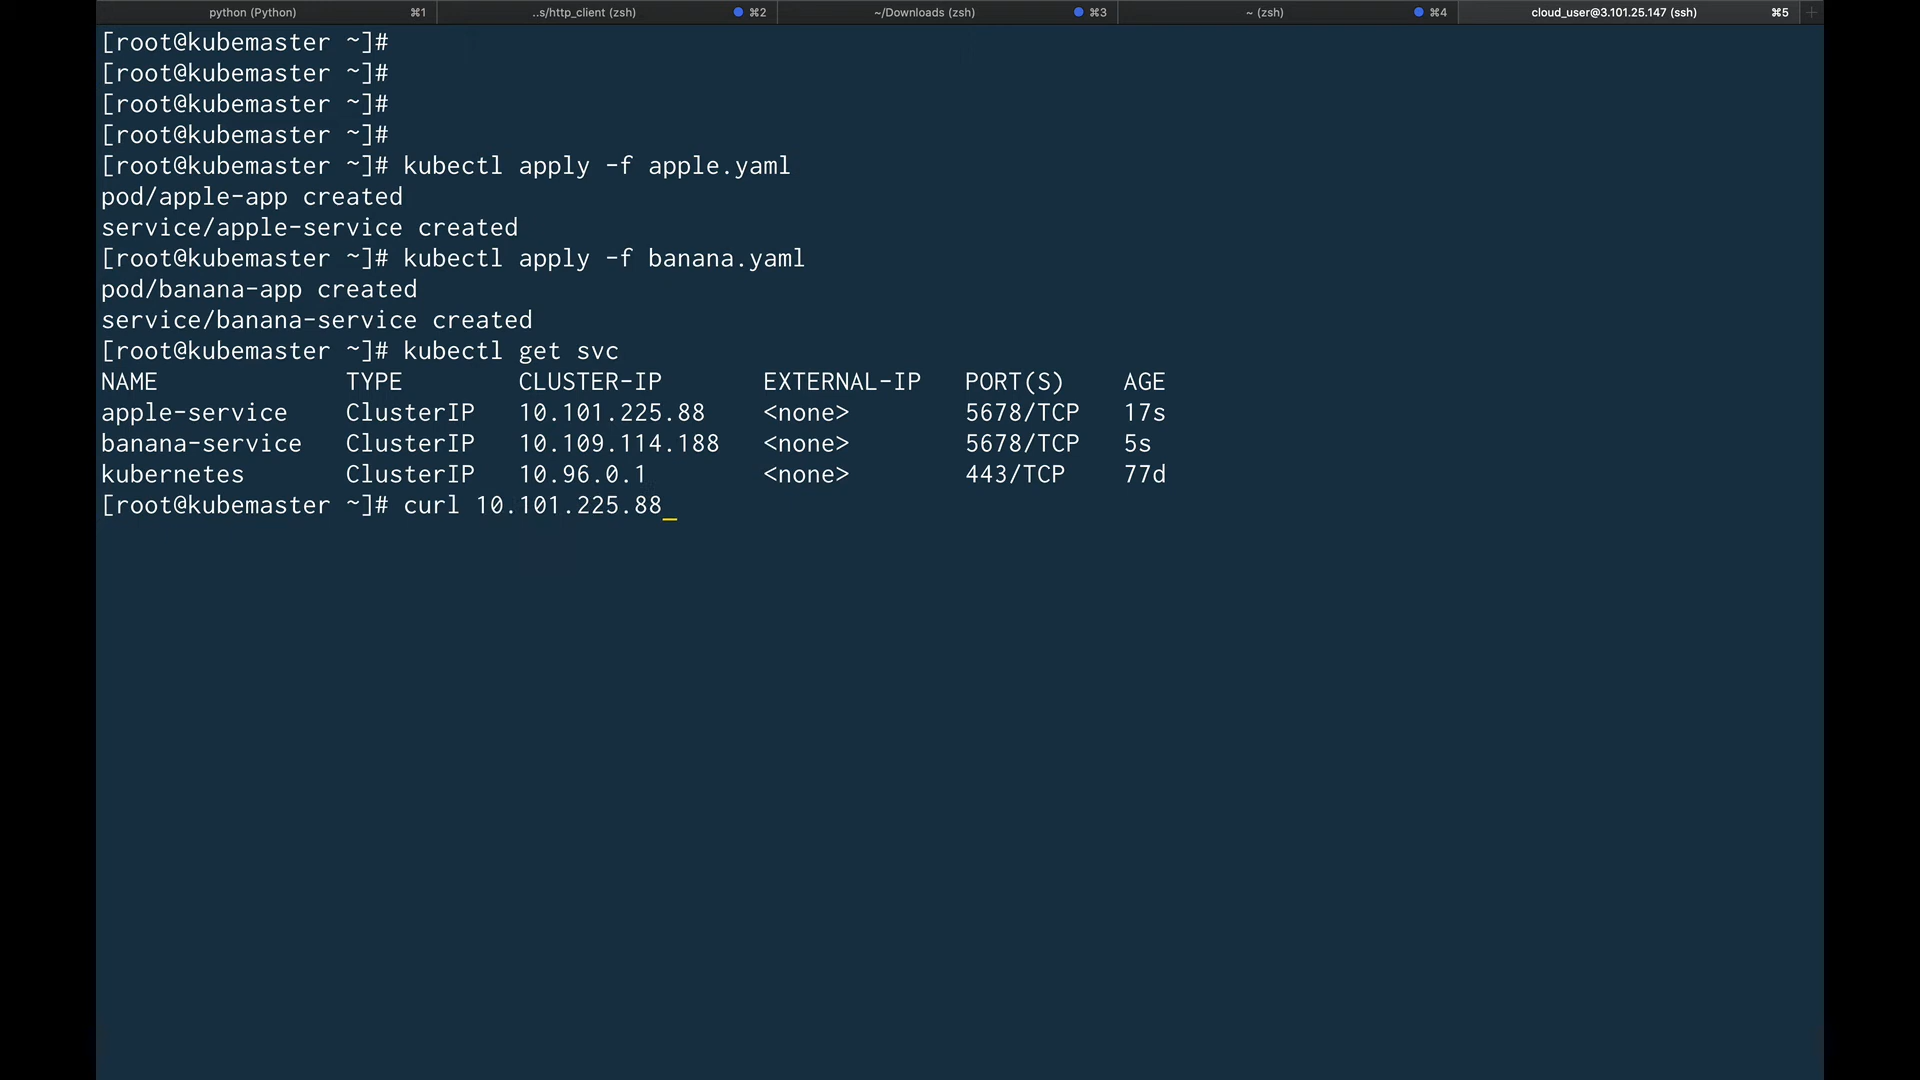 python (Python) ⌘1 ..s/http_client (zsh) ⌘2 ~/Downloads (zsh) ⌘3 ~ (zsh) ⌘4 cloud_user@3.101.25.147 (ssh) ⌘5 +
[root@kubemaster ~]#
[root@kubemaster ~]#
[root@kubemaster ~]#
[root@kubemaster ~]#
[root@kubemaster ~]# kubectl apply -f apple.yaml
pod/apple-app created
service/apple-service created
[root@kubemaster ~]# kubectl apply -f banana.yaml
pod/banana-app created
service/banana-service created
[root@kubemaster ~]# kubectl get svc
NAME TYPE CLUSTER-IP EXTERNAL-IP PORT(S) AGE
apple-service ClusterIP 10.101.225.88 <none> 5678/TCP 17s
banana-service ClusterIP 10.109.114.188 <none> 5678/TCP 5s
kubernetes ClusterIP 10.96.0.1 <none> 443/TCP 77d
[root@kubemaster ~]# curl 10.101.225.88_